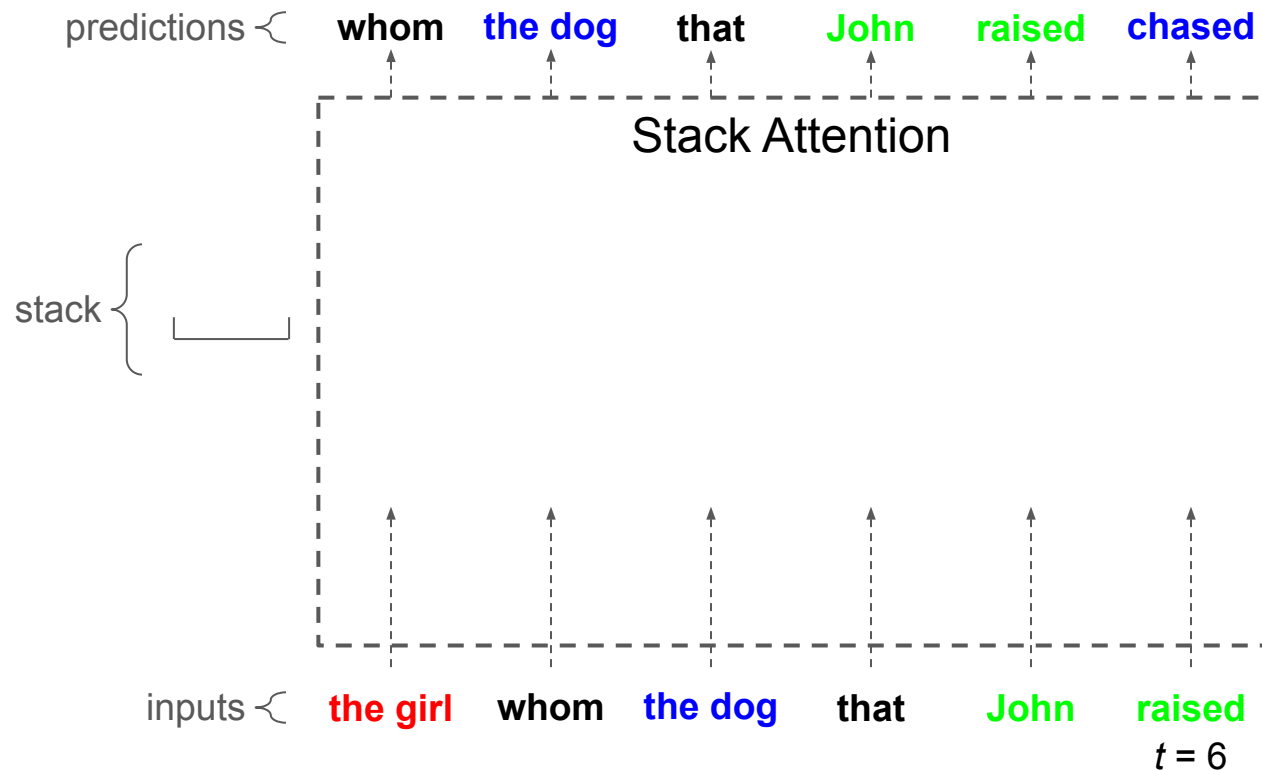 predictions whom the dog that John raised chased
Stack Attention
stack
inputs the girl whom the dog that John raised
t = 6